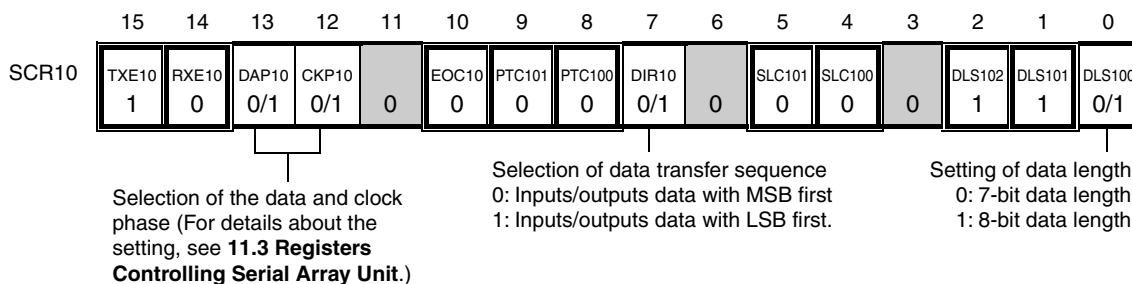 15 14 13 12 11 10 9 8 7 6 5 4 3 2 1 0
SCR10
TXE10 RXE10 DAP10 CKP10 EOC10 PTC101 PTC100 DIR10 SLC101 SLC100 DLS102 DLS101 DLS100
1 0 0/1 0/1 0 0 0 0 0/1 0 0 0 0 1 1 0/1
Selection of the data and clock
phase (For details about the
setting, see 11.3 Registers
Controlling Serial Array Unit.)
Selection of data transfer sequence
0: Inputs/outputs data with MSB first
1: Inputs/outputs data with LSB first.
Setting of data length
0: 7-bit data length
1: 8-bit data length